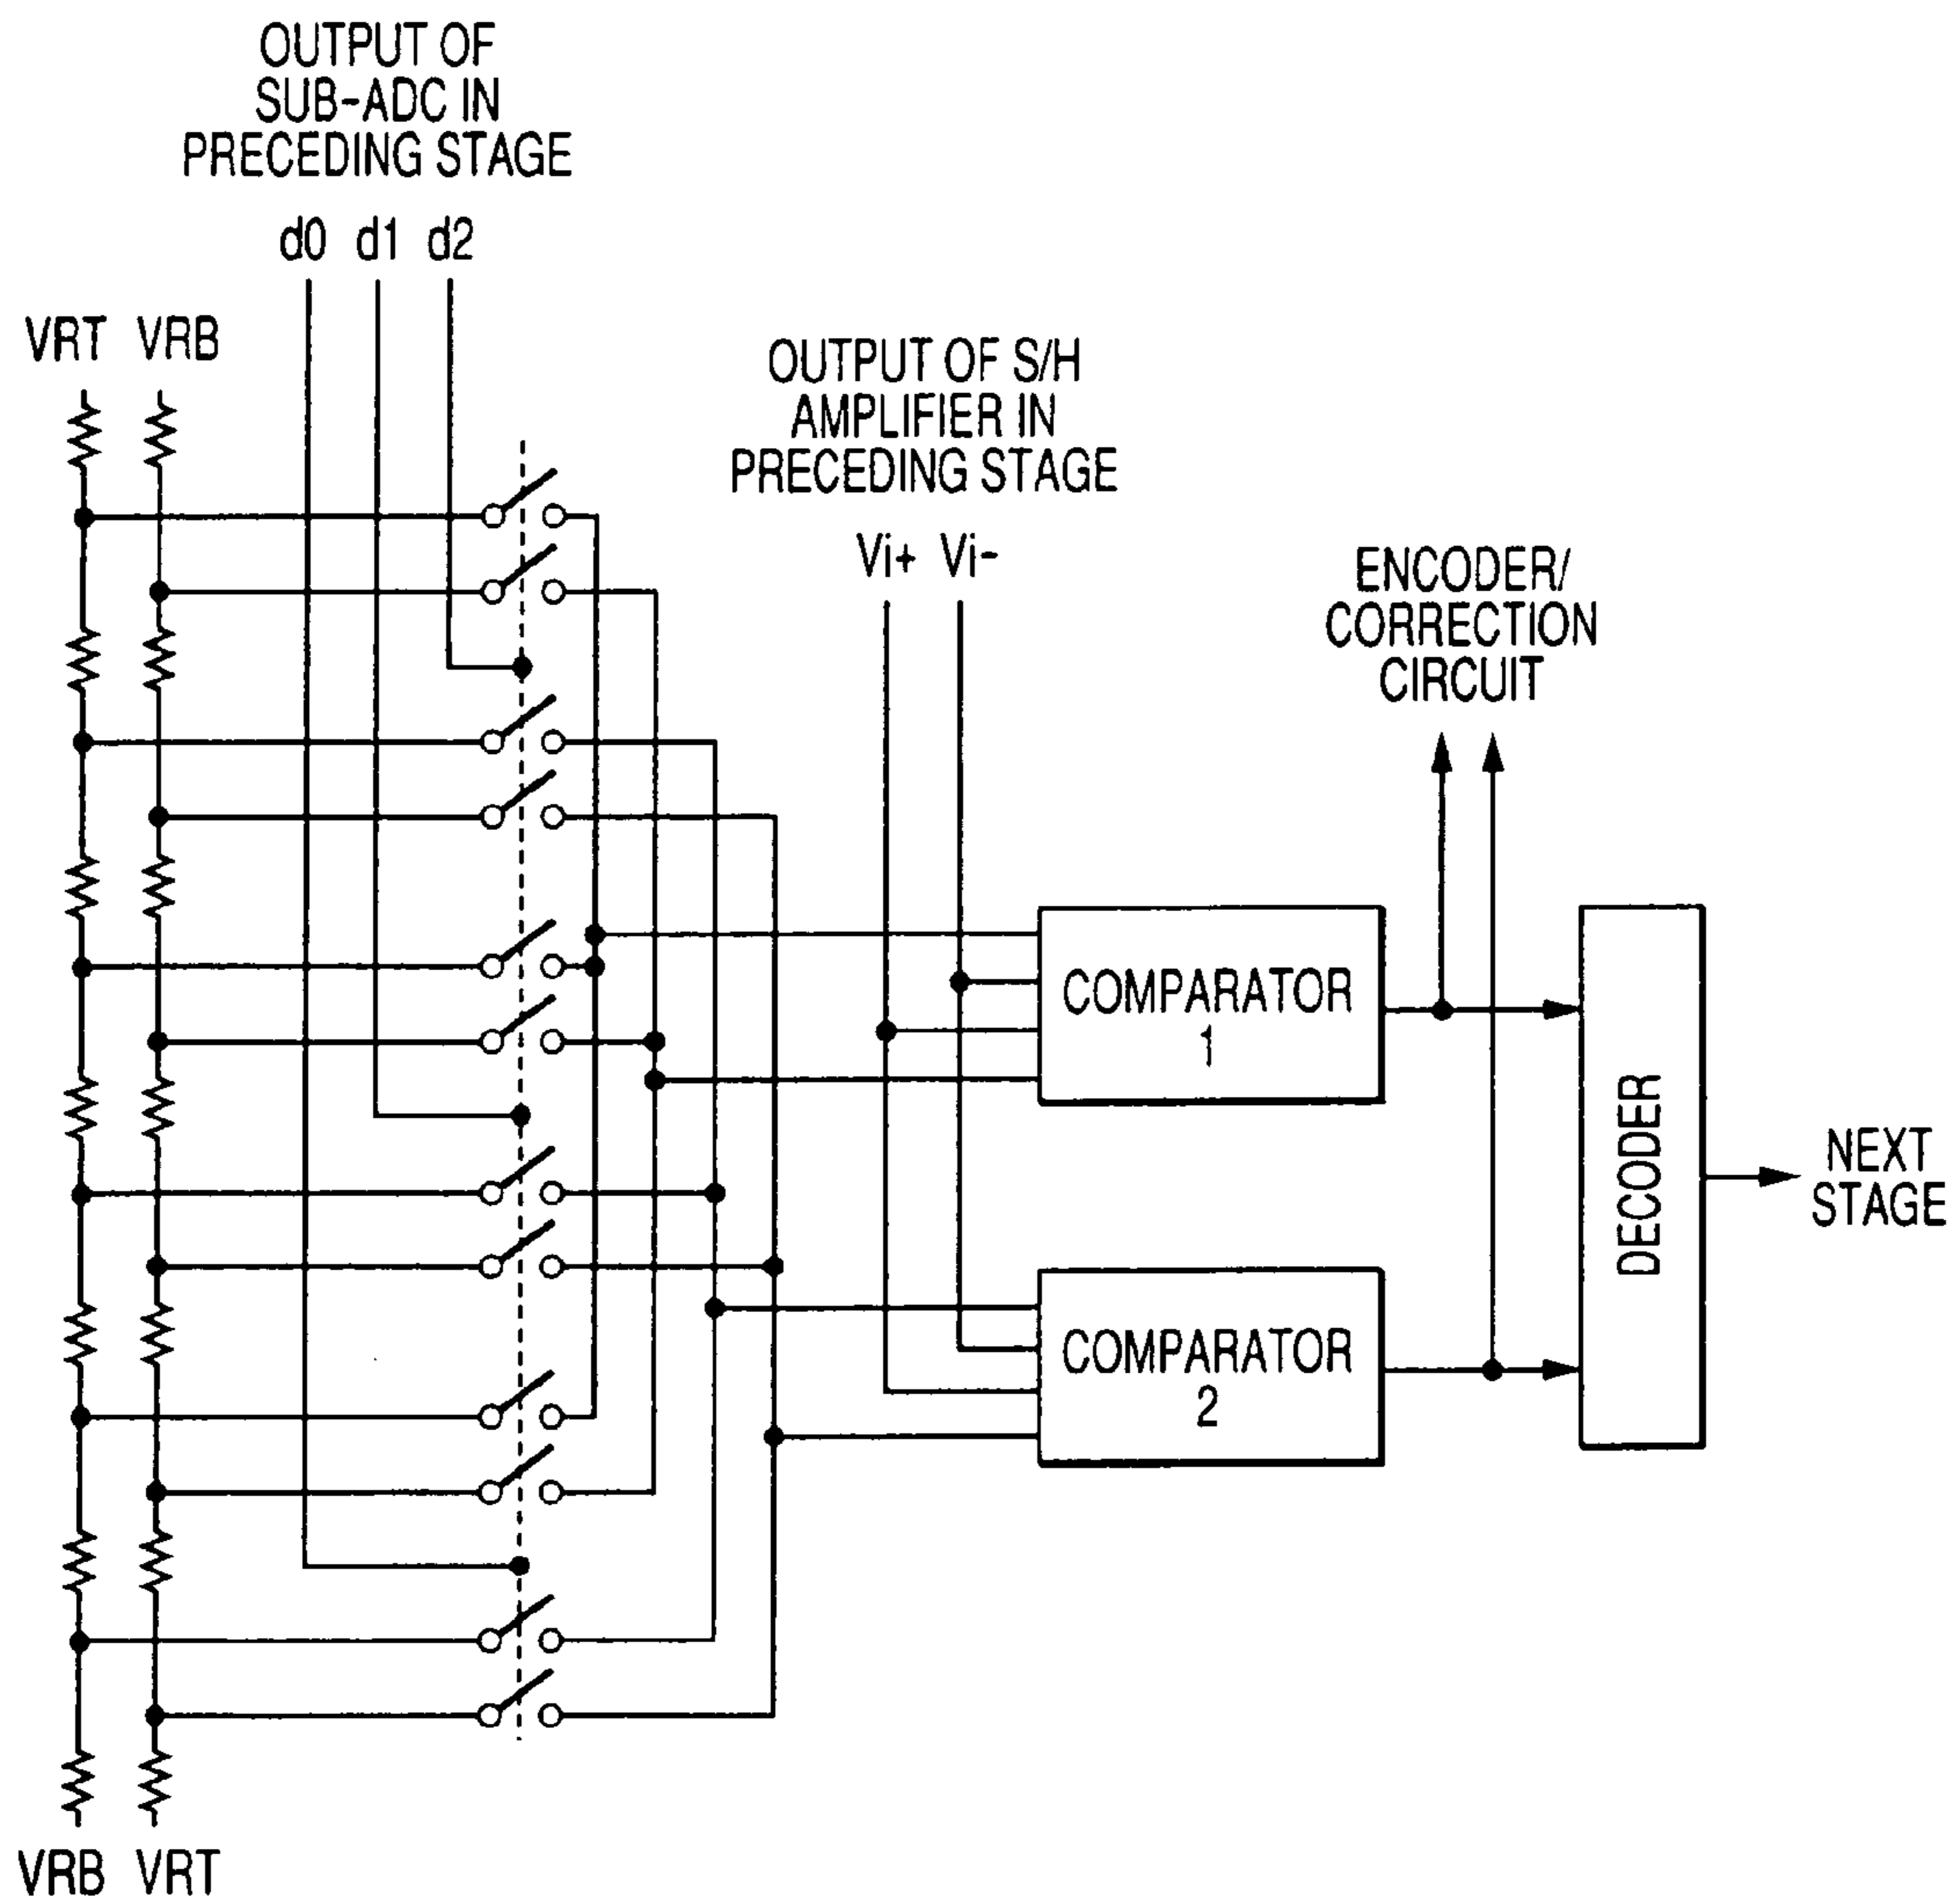 OUTPUT OF
SUB-ADC IN
PRECEDING STAGE
d0 d1 d2
VRT VRB
OUTPUT OF S/H
AMPLIFIER IN
PRECEDING STAGE
Vi+ Vi-
ENCODER/
CORRECTION
CIRCUIT
COMPARATOR
1
DECODER
NEXT
STAGE
COMPARATOR
2
VRB VRT